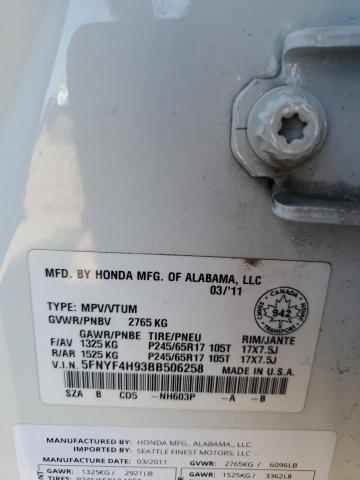 MFD. BY HONDA MFG. OF ALABAMA, LLC
03/'11
TYPE: MPV/VTUM
GVWR/PNBV 2765 KG
GAWR/PNBE TIRE/PNEU RIM/JANTE
F/AV 1325 KG P245/65R17 105T 17X7.5J
R/AR 1525 KG P245/65R17 105T 17X7.5J
V.I.N. 5FNYF4H93BB506258 MADE IN U.S.A.
SZA B CD5 -NH603P -A -B
CANADA
942
MANUFACTURED BY: HONDA MFG., ALABAMA, LLC.
IMPORTED BY: SEATTLE FINEST MOTORS, LLC.
03/2011 GVWR: 2765KG / 6096LB
GAWR: 1325KG / 2921LB GAWR: 1525KG / 3362LB